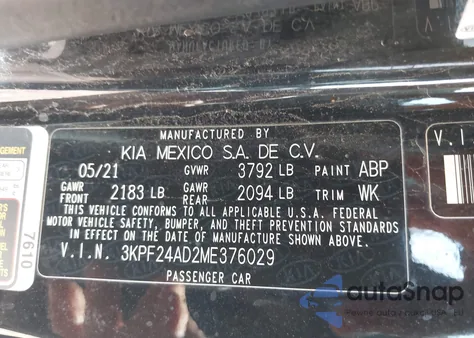 MANUFACTURED BY
KIA MEXICO S.A. DE C.V.
05/21 GVWR 3792 LB PAINT ABP
GAWR FRONT 2183 LB GAWR REAR 2094 LB TRIM WK
THIS VEHICLE CONFORMS TO ALL APPLICABLE U.S.A. FEDERAL
MOTOR VEHICLE SAFETY, BUMPER, AND THEFT PREVENTION
STANDARDS IN EFFECT ON THE DATE OF MANUFACTURE
SHOWN ABOVE.
V.I.N. 3KPF24AD2ME376029
PASSENGER CAR
7610
V.I
autoSnap